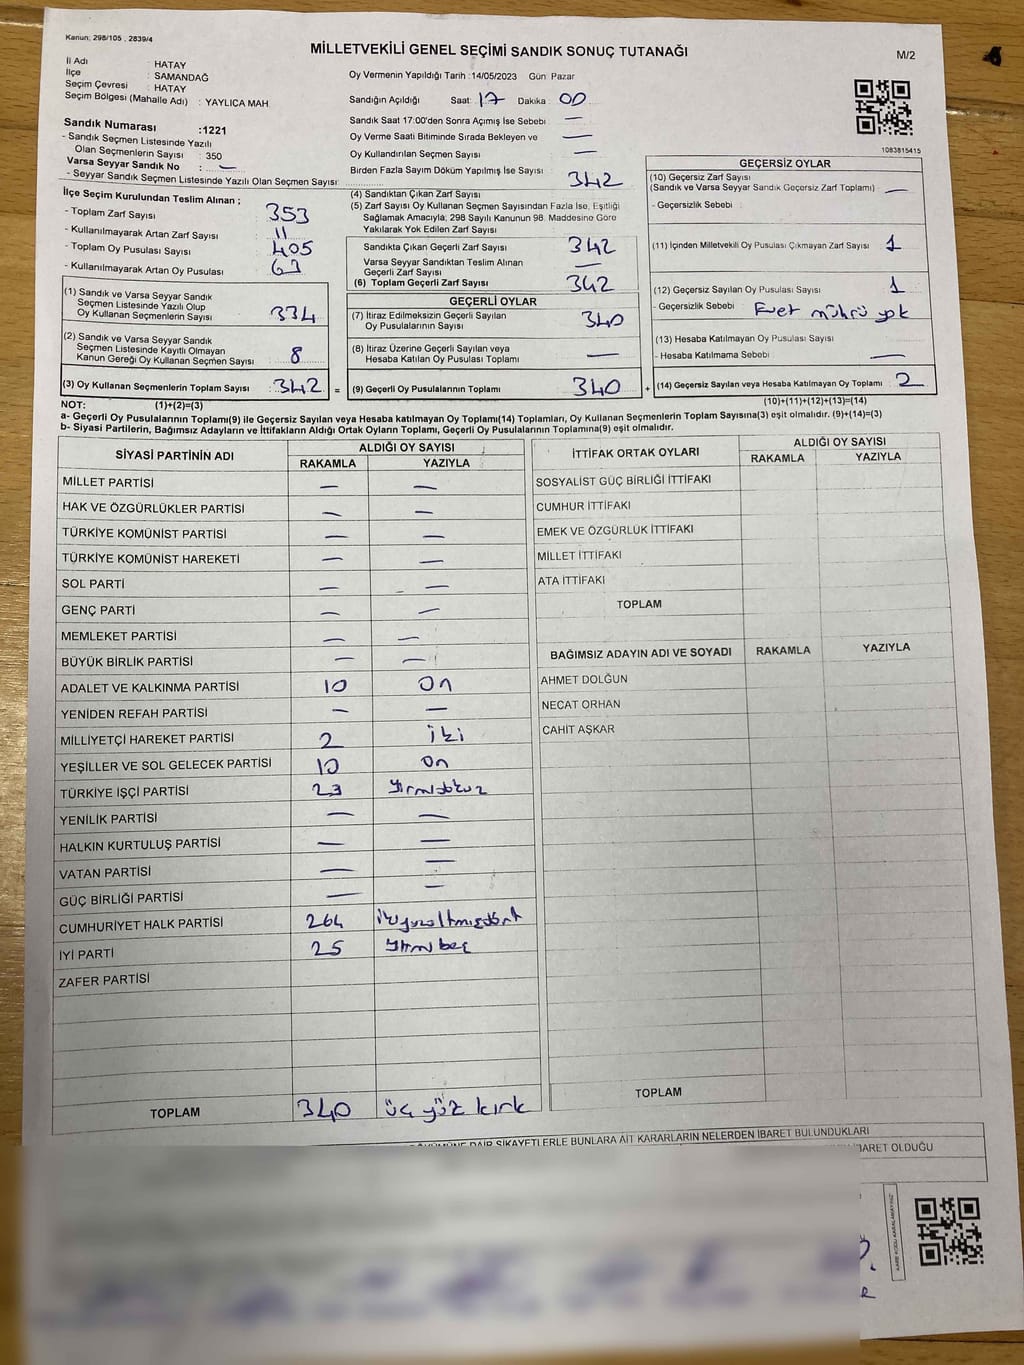 Kanun: 298/105 , 2839/4
MİLLETVEKİLİ GENEL SEÇİMİ SANDIK SONUÇ TUTANAĞI
M/2
İl Adı : HATAY
İlçe : SAMANDAĞ
Seçim Çevresi : HATAY
Seçim Bölgesi (Mahalle Adı) : YAYLICA MAH
Sandık Numarası :1221
- Sandık Seçmen Listesinde Yazılı
Olan Seçmenlerin Sayısı : 350
Varsa Seyyar Sandık No : —
- Seyyar Sandık Listesinde Yazılı Olan Seçmen Sayısı:
Oy Vermenin Yapıldığı Tarih :14/05/2023 Gün: Pazar
Sandığın Açıldığı Saat: 17 Dakika : 00
Sandık Saat 17:00'den Sonra Açımış İse Sebebi —
Oy Verme Saati Bitiminde Sırada Bekleyen ve —
Oy Kullandırılan Seçmen Sayısı —
Birden Fazla Sayım Döküm Yapılmış İse Sayısı
1083815415
İlçe Seçim Kurulundan Teslim Alınan ;
- Toplam Zarf Sayısı 353
- Kullanılmayarak Artan Zarf Sayısı 11
- Toplam Oy Pusulası Sayısı 405
- Kullanılmayarak Artan Oy Pusulası 63
(1) Sandık ve Varsa Seyyar Sandık
Seçmen Listesinde Yazılı Olup
Oy Kullanan Seçmenlerin Sayısı 334
(2) Sandık ve Varsa Seyyar Sandık
Seçmen Listesinde Kayıtlı Olmayan
Kanun Gereği Oy Kullanan Seçmen Sayısı 8
(3) Oy Kullanan Seçmenlerin Toplam Sayısı 342 =
(4) Sandıktan Çıkan Zarf Sayısı 342
(5) Zarf Sayısı Oy Kullanan Seçmen Sayısından Fazla İse, Eşitliği
Sağlamak Amacıyla; 298 Sayılı Kanunun 98. Maddesine Göre
Yakılarak Yok Edilen Zarf Sayısı
Sandıkta Çıkan Geçerli Zarf Sayısı 342
Varsa Seyyar Sandıktan Teslim Alınan
Geçerli Zarf Sayısı —
(6) Toplam Geçerli Zarf Sayısı 342
GEÇERLİ OYLAR
(7) İtiraz Edilmeksizin Geçerli Sayılan
Oy Pusulalarının Sayısı 340
(8) İtiraz Üzerine Geçerli Sayılan veya
Hesaba Katılan Oy Pusulası Toplamı —
(9) Geçerli Oy Pusulalarının Toplamı 340 +
GEÇERSİZ OYLAR
(10) Geçersiz Zarf Sayısı
(Sandık ve Varsa Seyyar Sandık Geçersiz Zarf Toplamı) —
- Geçersizlik Sebebi :
(11) İçinden Milletvekili Oy Pusulası Çıkmayan Zarf Sayısı 1
(12) Geçersiz Sayılan Oy Pusulası Sayısı 1
- Geçersizlik Sebebi Evet mührü yok
(13) Hesaba Katılmayan Oy Pusulası Sayısı
- Hesaba Katılmama Sebebi —
(14) Geçersiz Sayılan veya Hesaba Katılmayan Oy Toplamı 2
(10)+(11)+(12)+(13)=(14)
NOT: (1)+(2)=(3)
a- Geçerli Oy Pusulalarının Toplamı(9) ile Geçersiz Sayılan veya Hesaba katılmayan Oy Toplamı(14) Toplamları, Oy Kullanan Seçmenlerin Toplam Sayısına(3) eşit olmalıdır. (9)+(14)=(3)
b- Siyasi Partilerin, Bağımsız Adayların ve İttifakların Aldığı Ortak Oyların Toplamı, Geçerli Oy Pusulalarının Toplamına(9) eşit olmalıdır.
SİYASİ PARTİNİN ADI ALDIĞI OY SAYISI
RAKAMLA YAZIYLA
MİLLET PARTİSİ — —
HAK VE ÖZGÜRLÜKLER PARTİSİ — —
TÜRKİYE KOMÜNİST PARTİSİ — —
TÜRKİYE KOMÜNİST HAREKETİ — —
SOL PARTİ — —
GENÇ PARTİ — —
MEMLEKET PARTİSİ — —
BÜYÜK BİRLİK PARTİSİ — —
ADALET VE KALKINMA PARTİSİ 10 On
YENİDEN REFAH PARTİSİ — —
MİLLİYETÇİ HAREKET PARTİSİ 2 İki
YEŞİLLER VE SOL GELECEK PARTİSİ 10 On
TÜRKİYE İŞÇİ PARTİSİ
YENİLİK PARTİSİ — —
HALKIN KURTULUŞ PARTİSİ — —
VATAN PARTİSİ — —
GÜÇ BİRLİĞİ PARTİSİ — —
CUMHURİYET HALK PARTİSİ 264 İkiyüzaltmışdört
İYİ PARTİ 25 Yirmibeş
ZAFER PARTİSİ
TOPLAM 340 üç yüz kırk
İTTİFAK ORTAK OYLARI ALDIĞI OY SAYISI
RAKAMLA YAZIYLA
SOSYALİST GÜÇ BİRLİĞİ İTTİFAKI
CUMHUR İTTİFAKI
EMEK VE ÖZGÜRLÜK İTTİFAKI
MİLLET İTTİFAKI
ATA İTTİFAKI
TOPLAM
BAĞIMSIZ ADAYIN ADI VE SOYADI RAKAMLA YAZIYLA
AHMET DOLĞUN
NECAT ORHAN
CAHİT AŞKAR
TOPLAM
DAİR ŞİKAYETLERLE BUNLARA AİT KARARLARIN NELERDEN İBARET BULUNDUKLARI
İBARET OLDUĞU